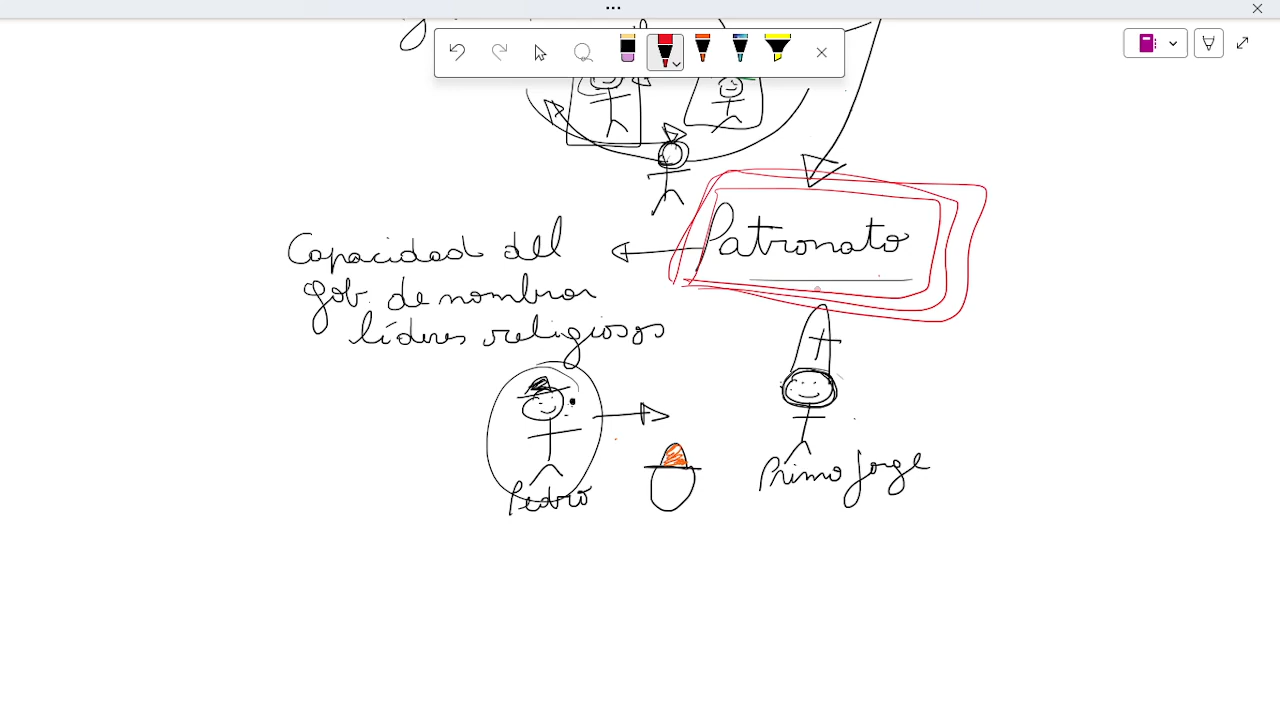 Patronato
Capacidad del
gob. de nombrar
líderes religiosos
Pedro
Primo Jorge